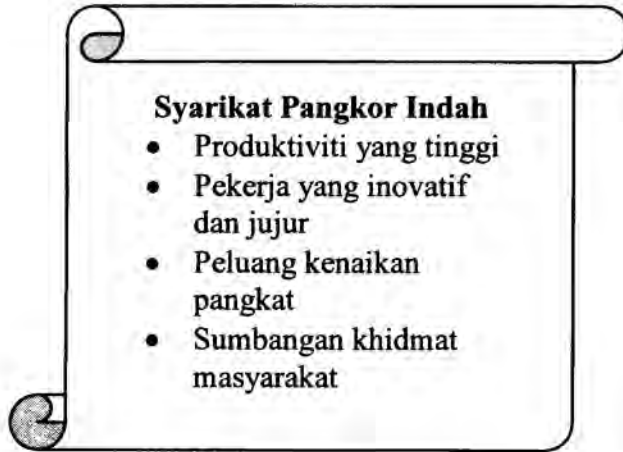 Syarikat Pangkor Indah
• Produktiviti yang tinggi
• Pekerja yang inovatif
dan jujur
• Peluang kenaikan
pangkat
• Sumbangan khidmat
masyarakat